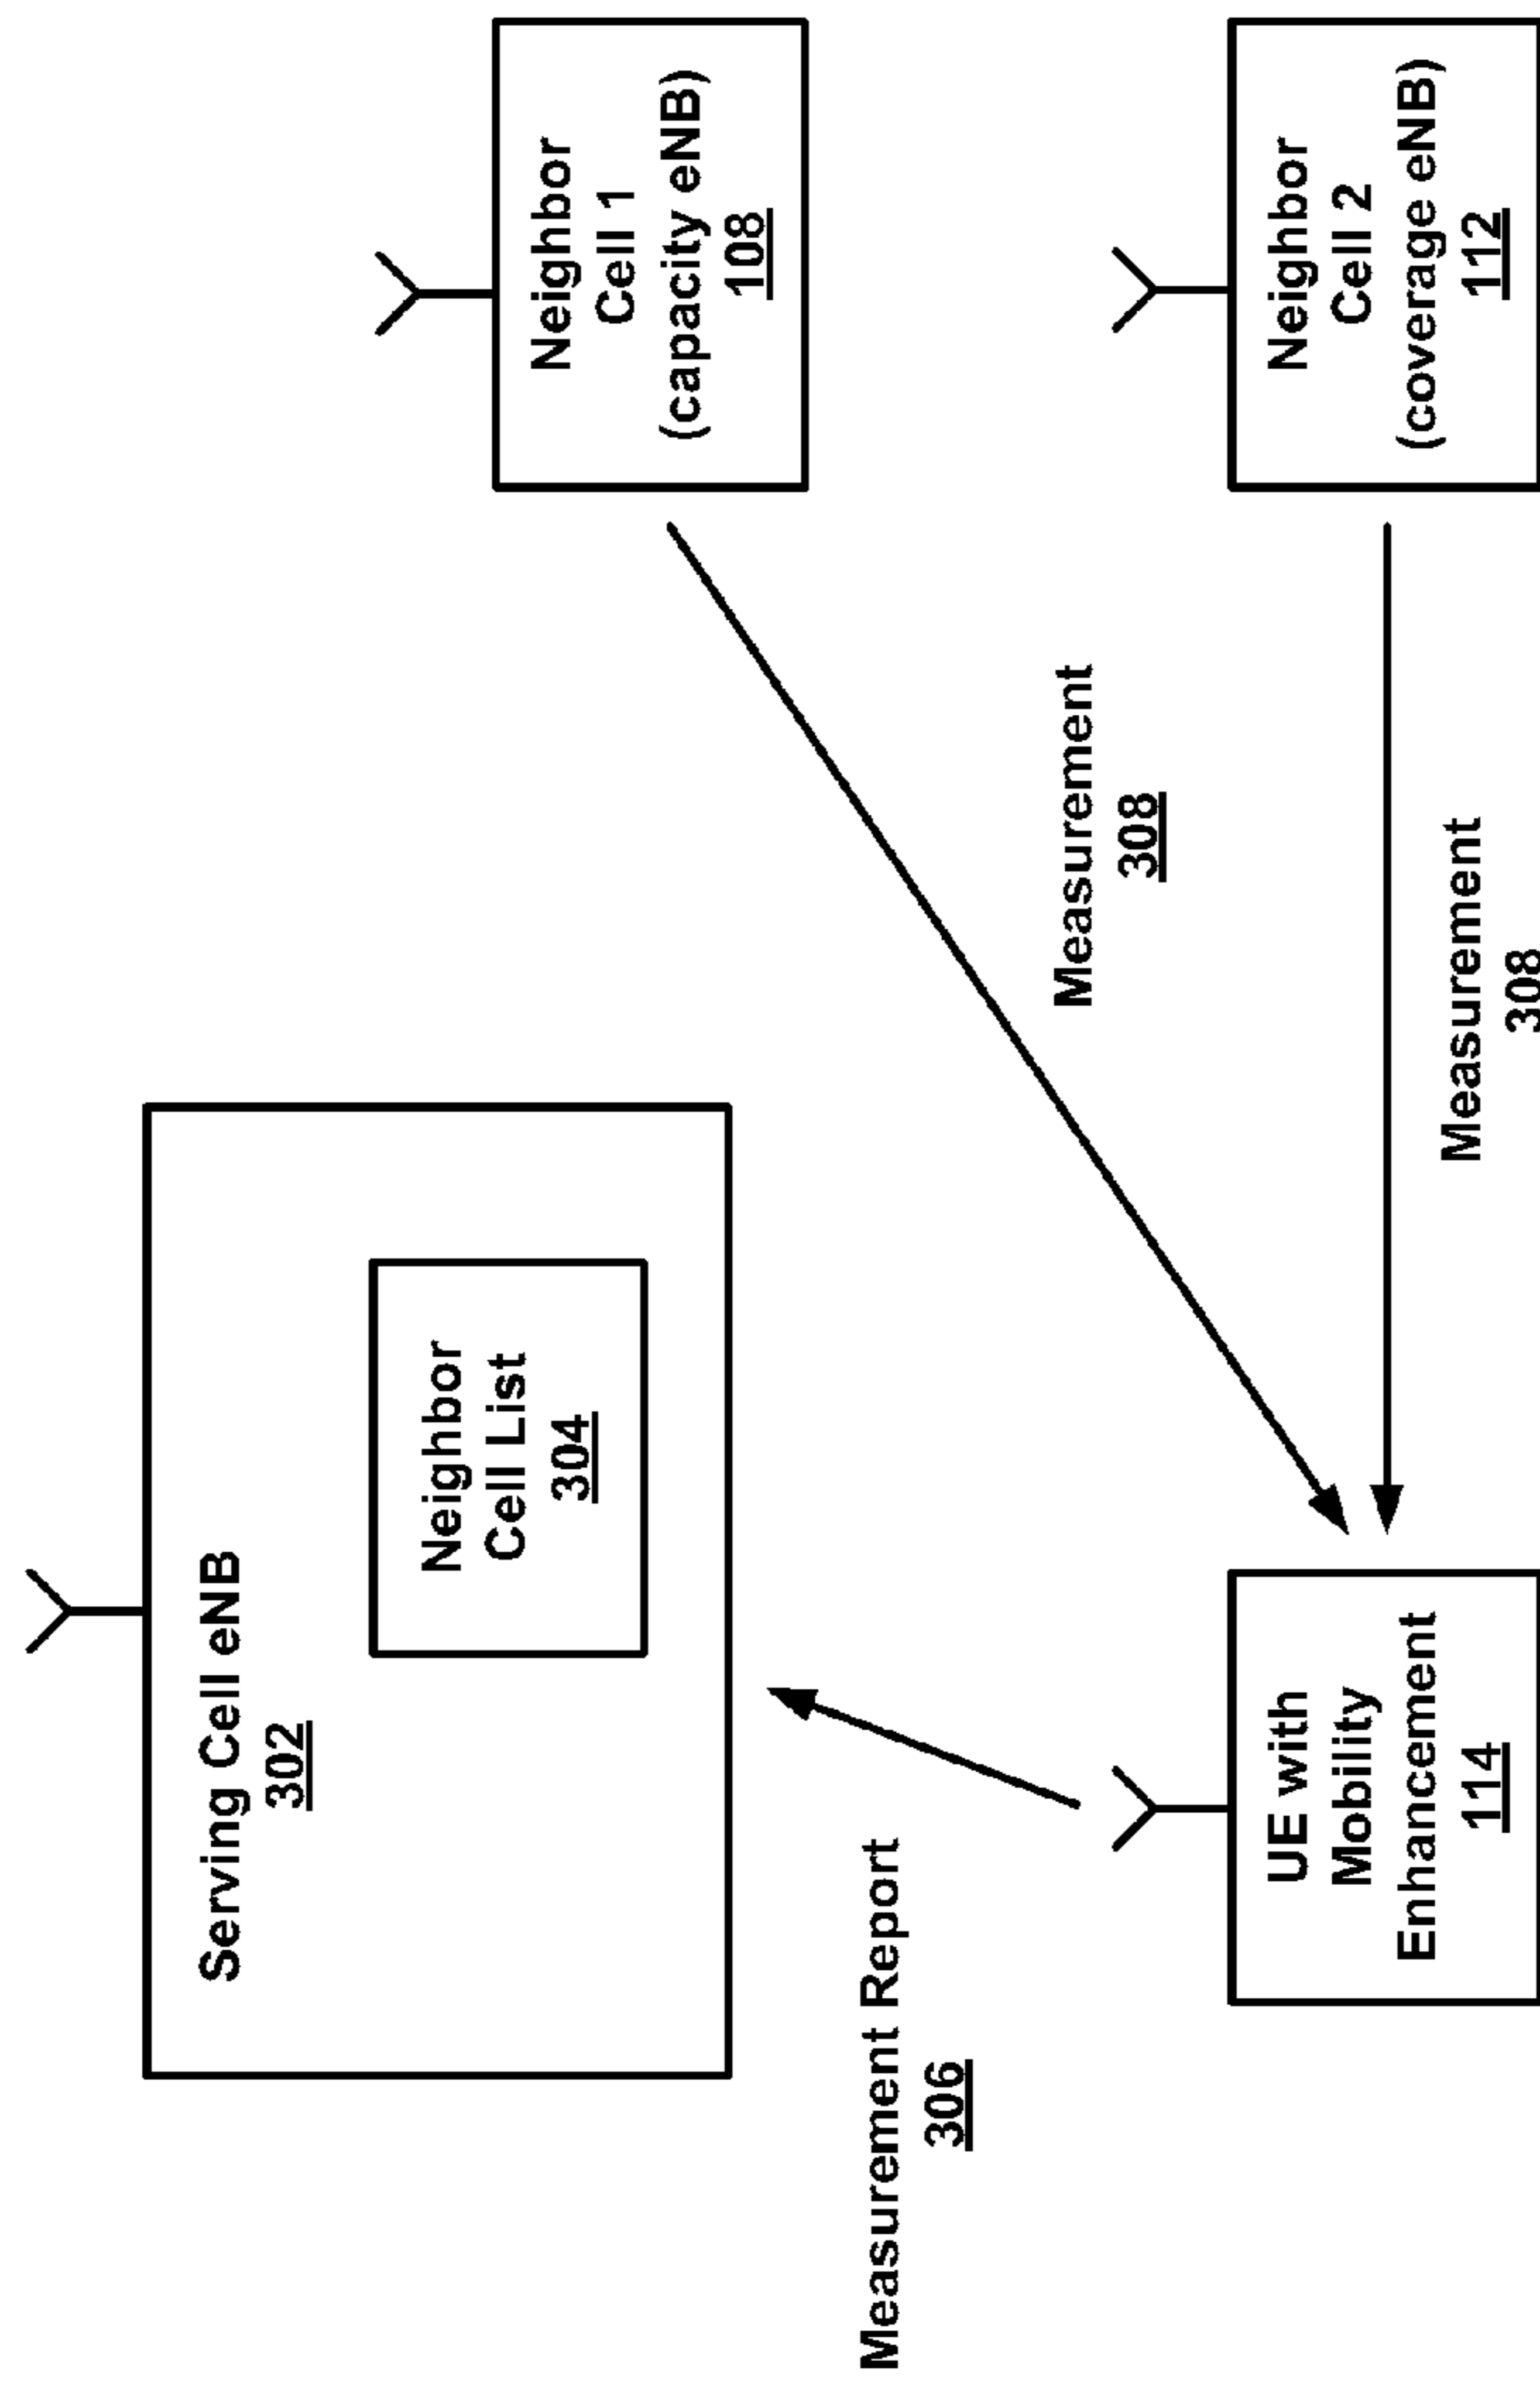 Serving Cell eNB
302
Neighbor
Cell List
304
Neighbor
Cell 1
(capacity eNB)
108
Measurement Report
306
Measurement
308
UE with
Mobility
Enhancement
114
Measurement
308
Neighbor
Cell 2
(coverage eNB)
112